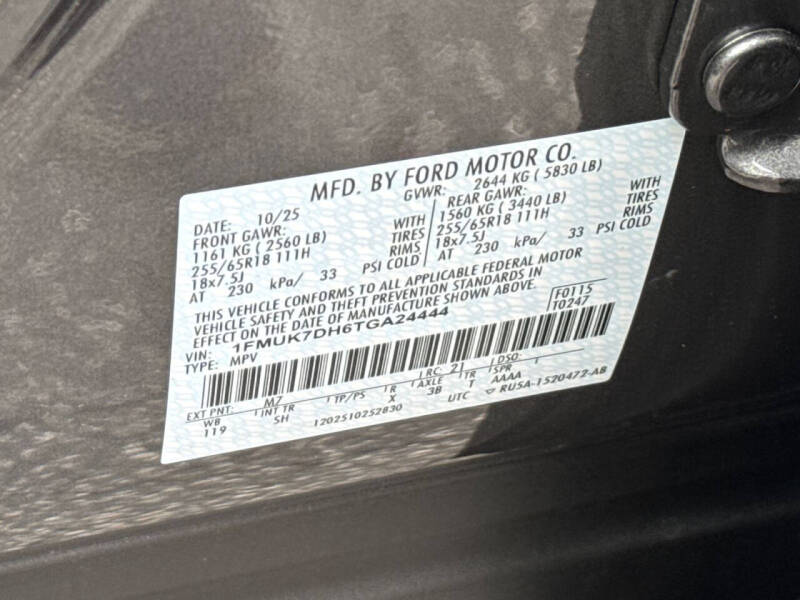 MFD. BY FORD MOTOR CO.
DATE: 10/25 GVWR: 2644 KG ( 5830 LB)
FRONT GAWR: WITH REAR GAWR: WITH
1161 KG ( 2560 LB) TIRES 1560 KG ( 3440 LB) TIRES
255/65R18 111H RIMS 255/65R18 111H RIMS
18x7.5J 18x7.5J
AT 230 kPa/ 33 PSI COLD AT 230 kPa/ 33 PSI COLD
THIS VEHICLE CONFORMS TO ALL APPLICABLE FEDERAL MOTOR
VEHICLE SAFETY AND THEFT PREVENTION STANDARDS IN
EFFECT ON THE DATE OF MANUFACTURE SHOWN ABOVE.
VIN: 1FMUK7DH6TGA24444
TYPE: MPV
F0115
T0247
EXT PNT: M7 RC: 21 DSO:
WB INT TR TP/PS R AXLE TR SPR
119 SH X 3B T AAAA
1202510252830
UTC RU5A-1520472-AB